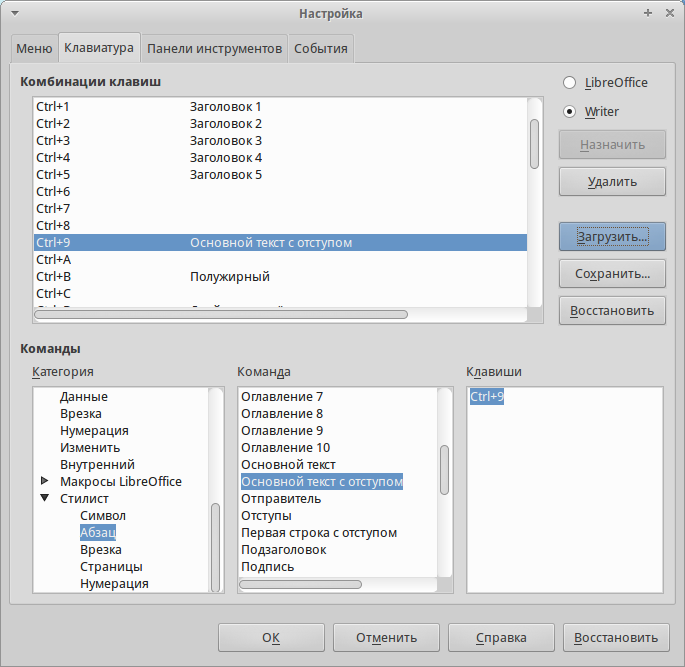 Настройка
Меню Клавиатура Панели инструментов События
Комбинации клавиш
LibreOffice
Writer
Назначить
Удалить
Загрузить...
Сохранить...
Восстановить
Ctrl+1 Заголовок 1
Ctrl+2 Заголовок 2
Ctrl+3 Заголовок 3
Ctrl+4 Заголовок 4
Ctrl+5 Заголовок 5
Ctrl+6
Ctrl+7
Ctrl+8
Ctrl+9 Основной текст с отступом
Ctrl+A
Ctrl+B Полужирный
Ctrl+C
Команды
Категория
Данные
Врезка
Нумерация
Изменить
Внутренний
Макросы LibreOffice
Стилист
Символ
Абзац
Врезка
Страницы
Нумерация
Команда
Оглавление 7
Оглавление 8
Оглавление 9
Оглавление 10
Основной текст
Основной текст с отступом
Отправитель
Отступы
Первая строка с отступом
Подзаголовок
Подпись
Клавиши
Ctrl+9
ОК Отменить Справка Восстановить